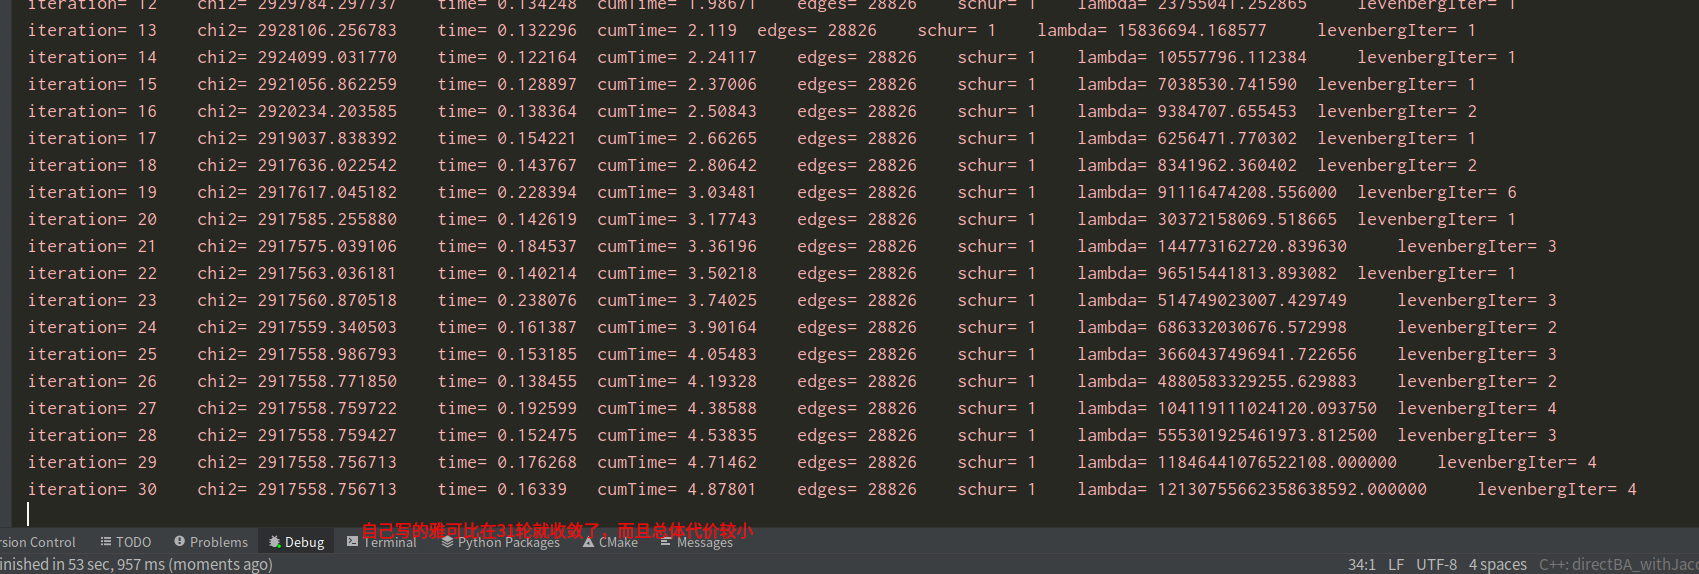 iteration= 12 chi2= 2929784.297737 time= 0.134248 cumTime= 1.98671 edges= 28826 schur= 1 lambda= 23755041.252865 levenbergIter= 1
iteration= 13 chi2= 2928106.256783 time= 0.132296 cumTime= 2.119 edges= 28826 schur= 1 lambda= 15836694.168577 levenbergIter= 1
iteration= 14 chi2= 2924099.031770 time= 0.122164 cumTime= 2.24117 edges= 28826 schur= 1 lambda= 10557796.112384 levenbergIter= 1
iteration= 15 chi2= 2921056.862259 time= 0.128897 cumTime= 2.37006 edges= 28826 schur= 1 lambda= 7038530.741590 levenbergIter= 1
iteration= 16 chi2= 2920234.203585 time= 0.138364 cumTime= 2.50843 edges= 28826 schur= 1 lambda= 9384707.655453 levenbergIter= 2
iteration= 17 chi2= 2919037.838392 time= 0.154221 cumTime= 2.66265 edges= 28826 schur= 1 lambda= 6256471.770302 levenbergIter= 1
iteration= 18 chi2= 2917636.022542 time= 0.143767 cumTime= 2.80642 edges= 28826 schur= 1 lambda= 8341962.360402 levenbergIter= 2
iteration= 19 chi2= 2917617.045182 time= 0.228394 cumTime= 3.03481 edges= 28826 schur= 1 lambda= 91116474208.556000 levenbergIter= 6
iteration= 20 chi2= 2917585.255880 time= 0.142619 cumTime= 3.17743 edges= 28826 schur= 1 lambda= 30372158069.518665 levenbergIter= 1
iteration= 21 chi2= 2917575.039106 time= 0.184537 cumTime= 3.36196 edges= 28826 schur= 1 lambda= 144773162720.839630 levenbergIter= 3
iteration= 22 chi2= 2917563.036181 time= 0.140214 cumTime= 3.50218 edges= 28826 schur= 1 lambda= 96515441813.893082 levenbergIter= 1
iteration= 23 chi2= 2917560.870518 time= 0.238076 cumTime= 3.74025 edges= 28826 schur= 1 lambda= 514749023007.429749 levenbergIter= 3
iteration= 24 chi2= 2917559.340503 time= 0.161387 cumTime= 3.90164 edges= 28826 schur= 1 lambda= 686332030676.572998 levenbergIter= 2
iteration= 25 chi2= 2917558.986793 time= 0.153185 cumTime= 4.05483 edges= 28826 schur= 1 lambda= 3660437496941.722656 levenbergIter= 3
iteration= 26 chi2= 2917558.771850 time= 0.138455 cumTime= 4.19328 edges= 28826 schur= 1 lambda= 4880583329255.629883 levenbergIter= 2
iteration= 27 chi2= 2917558.759722 time= 0.192599 cumTime= 4.38588 edges= 28826 schur= 1 lambda= 104119111024120.093750 levenbergIter= 4
iteration= 28 chi2= 2917558.759427 time= 0.152475 cumTime= 4.53835 edges= 28826 schur= 1 lambda= 555301925461973.812500 levenbergIter= 3
iteration= 29 chi2= 2917558.756713 time= 0.176268 cumTime= 4.71462 edges= 28826 schur= 1 lambda= 11846441076522108.000000 levenbergIter= 4
iteration= 30 chi2= 2917558.756713 time= 0.16339 cumTime= 4.87801 edges= 28826 schur= 1 lambda= 12130755662358638592.000000 levenbergIter= 4
自己写的雅可比在31轮就收敛了，而且总体代价较小
rsion Control TODO Problems Debug Terminal Python Packages CMake Messages
inished in 53 sec, 957 ms (moments ago) 34:1 LF UTF-8 4 spaces C++: directBA_withJac